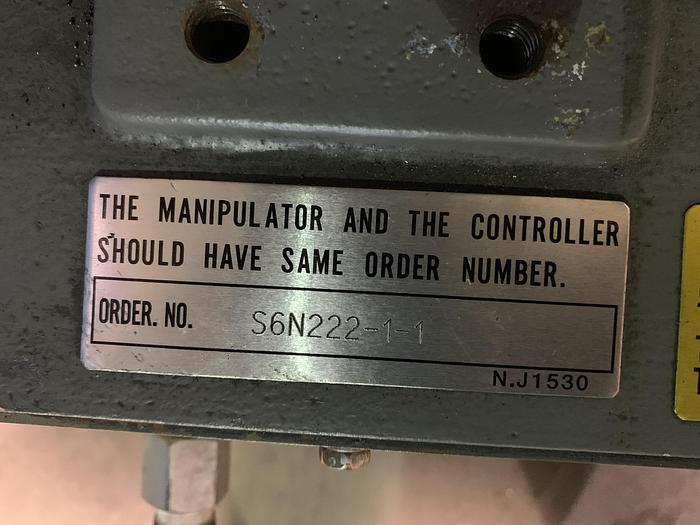 THE MANIPULATOR AND THE CONTROLLER
SHOULD HAVE SAME ORDER NUMBER.
ORDER. NO. S6N222-1-1
N.J1530